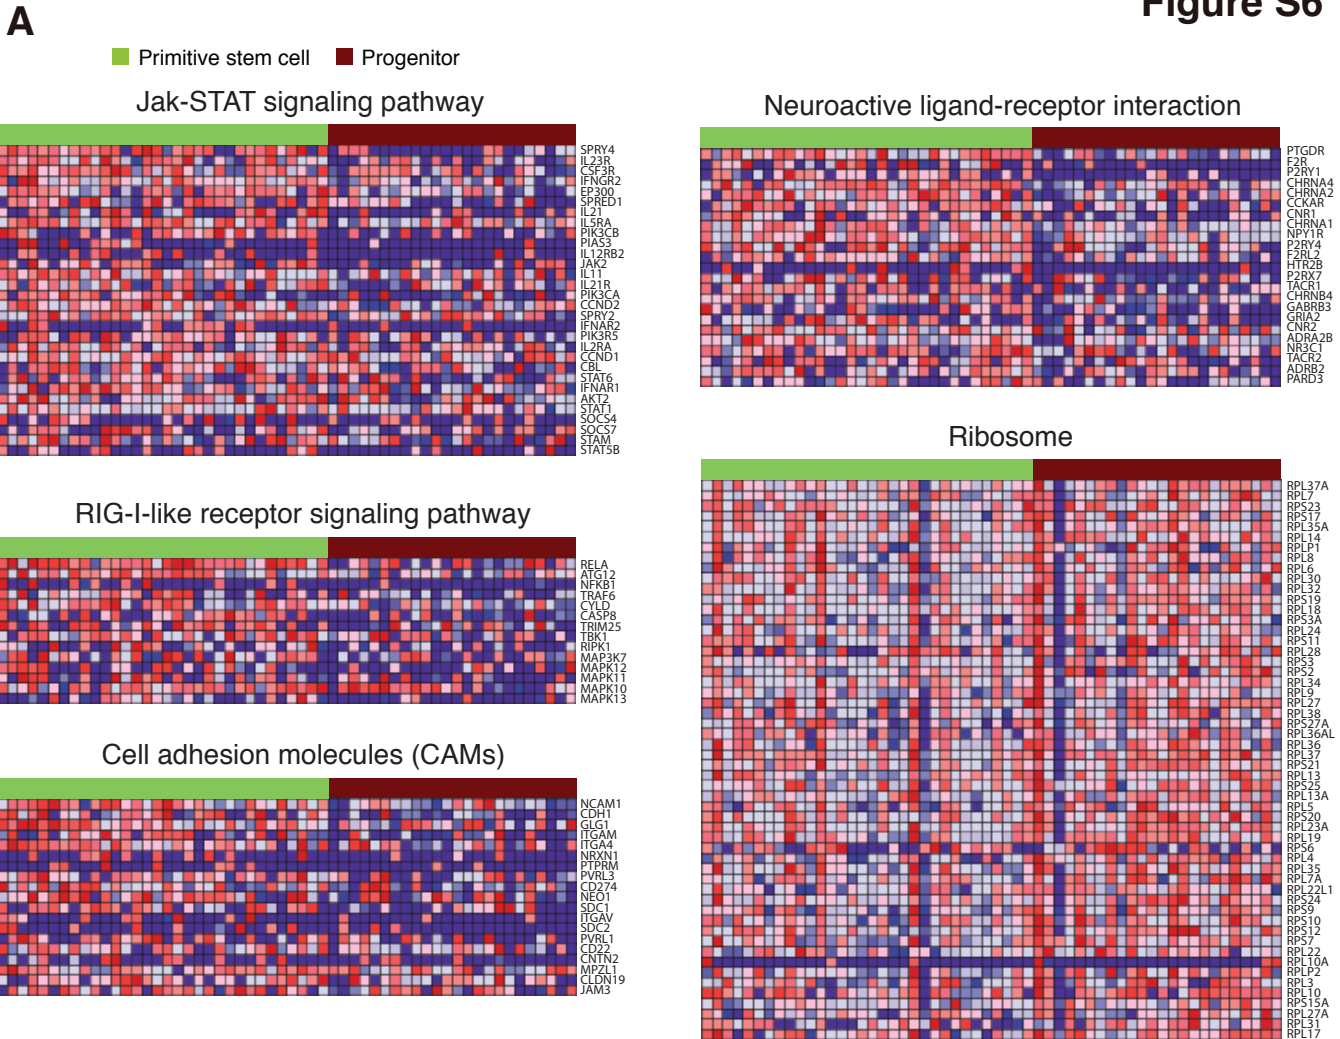 A
Figure S6
Primitive stem cell
Progenitor
Jak-STAT signaling pathway
SPRY4
IL23R
CSF3R
IFNGR2
EP300
SPRED1
IL21
IL5RA
PIK3CB
PIAS3
IL12RB2
JAK2
IL11
IL21R
PIK3CA
CCND2
SPRY2
IFNAR2
PIK3R5
IL2RA
CCND1
CBL
STAT6
IFNAR1
AKT2
STAT1
SOCS4
SOCS7
STAM
STAT5B
RIG-I-like receptor signaling pathway
RELA
ATG12
NFKB1
TRAF6
CYLD
CASP8
TRIM25
TBK1
RIPK1
MAP3K7
MAPK12
MAPK11
MAPK10
MAPK13
Cell adhesion molecules (CAMs)
NCAM1
CDH1
GLG1
ITGAM
ITGA4
NRXN1
PTPRM
PVRL3
CD274
NEO1
SDC1
ITGAV
SDC2
PVRL1
CD22
CNTN2
MPZL1
CLDN19
JAM3
Neuroactive ligand-receptor interaction
PTGDR
F2R
P2RY1
CHRNA4
CHRNA2
CCKAR
CNR1
CHRNA1
NPY1R
P2RY4
F2RL2
HTR2B
P2RX7
TACR1
CHRNB4
GABRB3
GRIA2
CNR2
ADRA2B
NR3C1
TACR2
ADRB2
PARD3
Ribosome
RPL37A
RPL7
RPS23
RPS17
RPL35A
RPL14
RPLP1
RPL8
RPL6
RPL30
RPL32
RPS19
RPL18
RPS3A
RPL24
RPS11
RPL28
RPS3
RPS2
RPL34
RPL9
RPL27
RPL38
RPS27A
RPL36AL
RPL36
RPL37
RPS21
RPL13
RPS25
RPL13A
RPL5
RPS20
RPL23A
RPL19
RPS6
RPL4
RPL35
RPL7A
RPL22L1
RPS24
RPS9
RPS10
RPS12
RPS7
RPL22
RPL10A
RPLP2
RPL3
RPL10
RPS15A
RPL27A
RPL31
RPL17